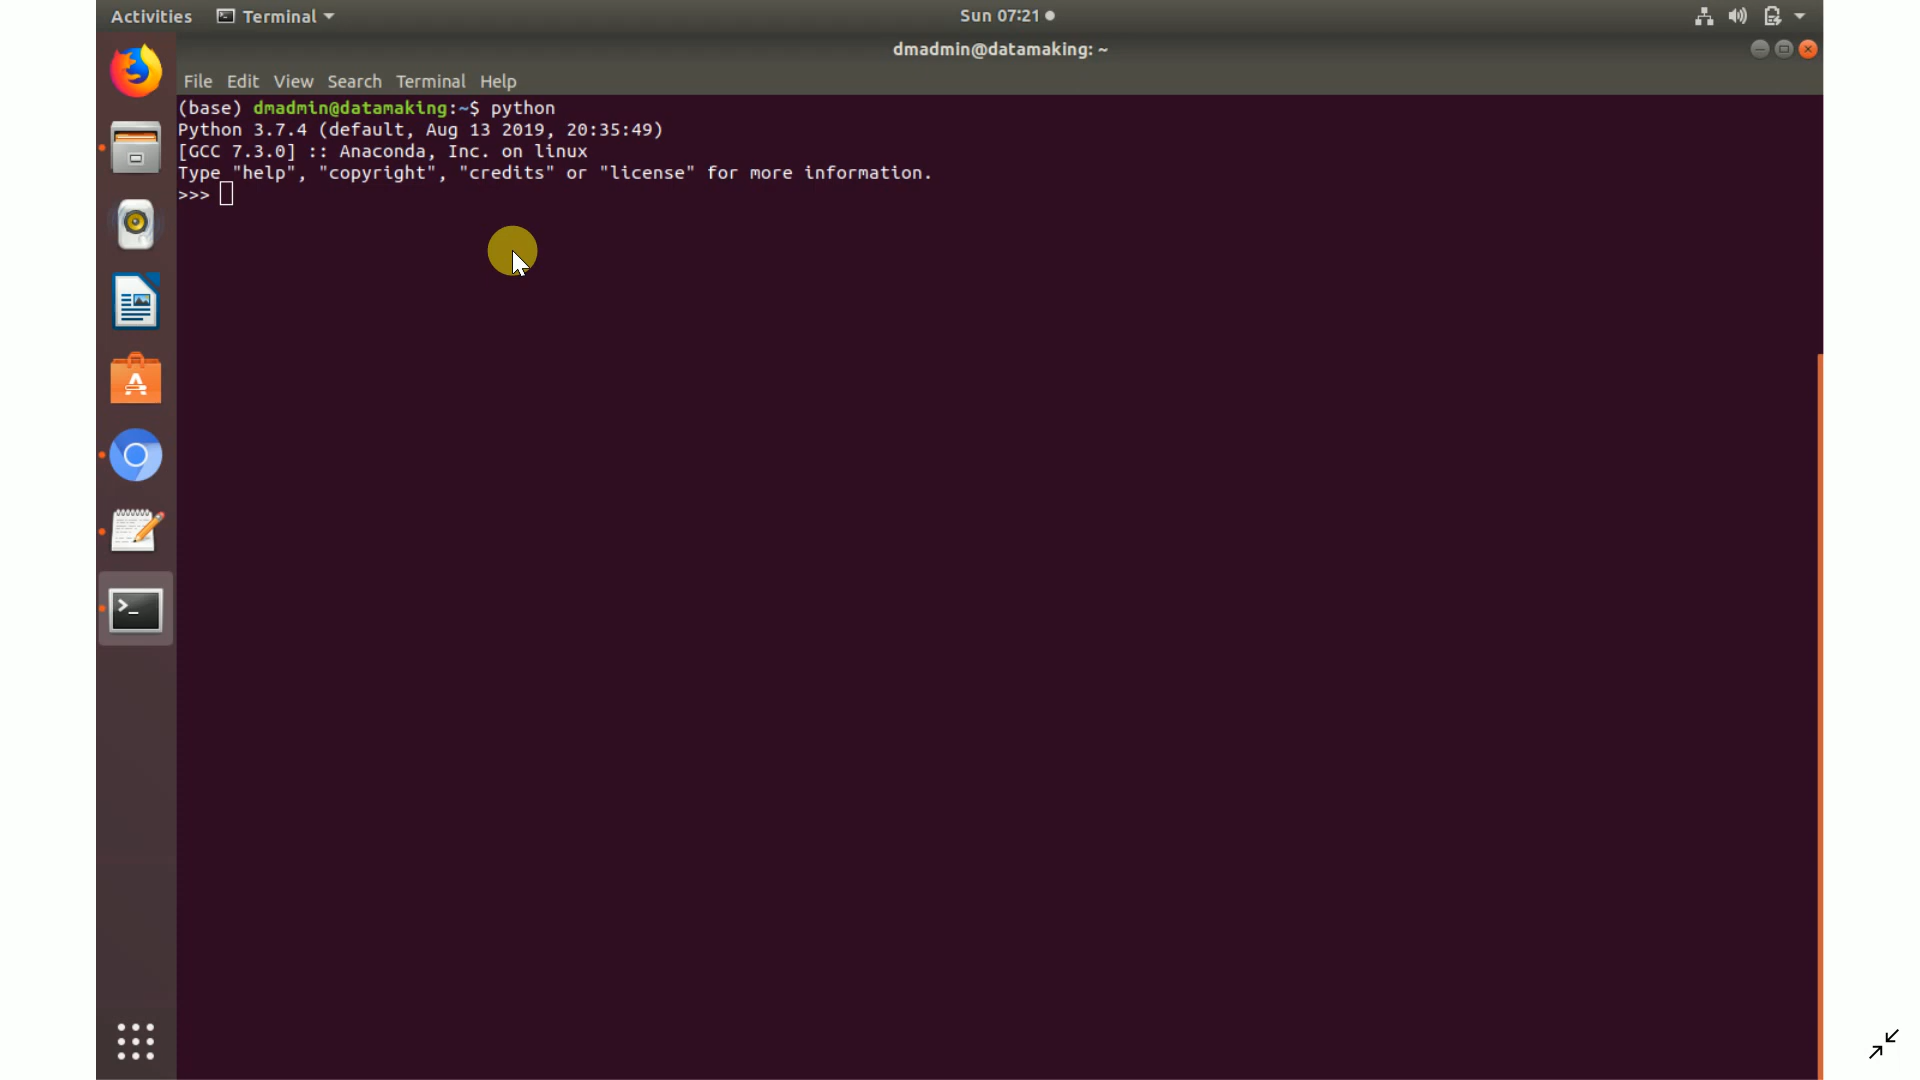 Activities Terminal Sun 07:21
dmadmin@datamaking: ~
File Edit View Search Terminal Help
(base) dmadmin@datamaking:~$ python
Python 3.7.4 (default, Aug 13 2019, 20:35:49)
[GCC 7.3.0] :: Anaconda, Inc. on linux
Type "help", "copyright", "credits" or "license" for more information.
>>>